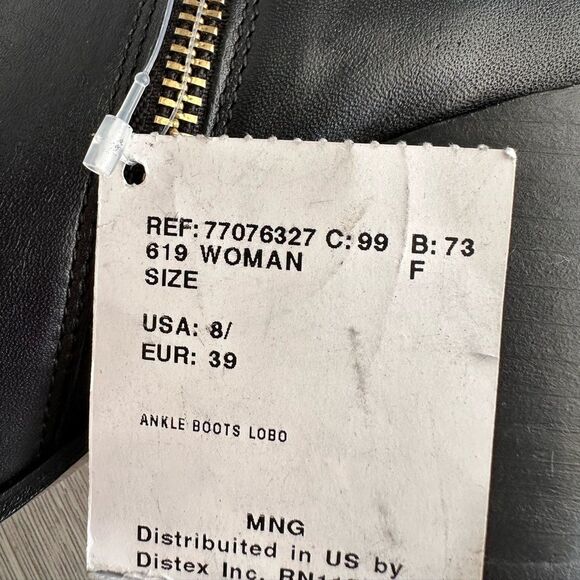 REF: 77076327 C: 99 B: 73
619 WOMAN F
SIZE
USA: 8/
EUR: 39
ANKLE BOOTS LOBO
MNG
Distributed in US by
Distex Inc.